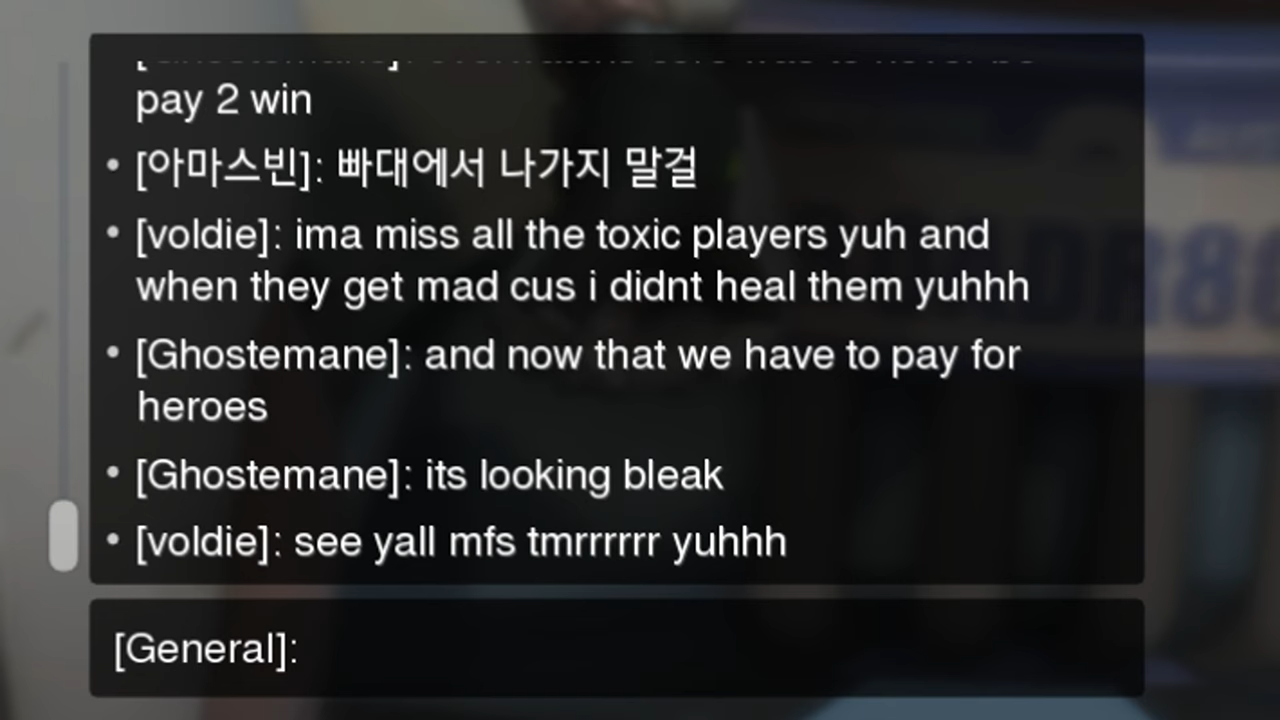 pay 2 win
• [아마스빈]: 빠대에서 나가지 말걸
• [voldie]: ima miss all the toxic players yuh and
when they get mad cus i didnt heal them yuhhh
• [Ghostemane]: and now that we have to pay for
heroes
• [Ghostemane]: its looking bleak
• [voldie]: see yall mfs tmrrrrrr yuhhh
[General]: